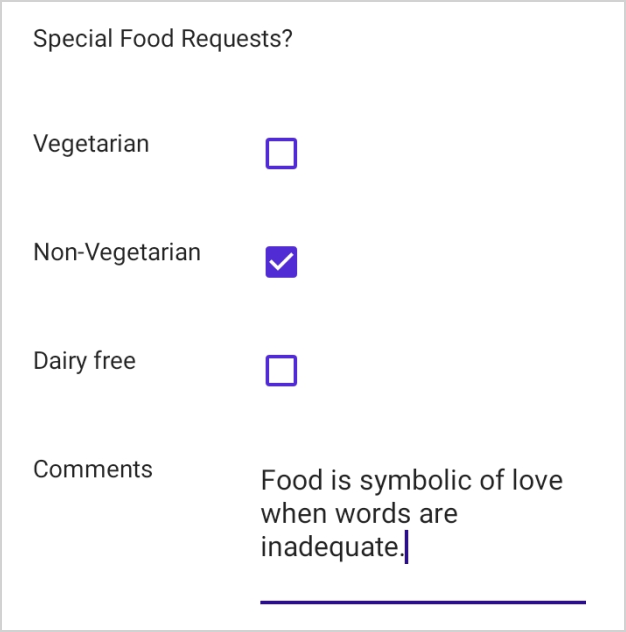 Special Food Requests?
Vegetarian
Non-Vegetarian
Dairy free
Comments
Food is symbolic of love
when words are
inadequate.